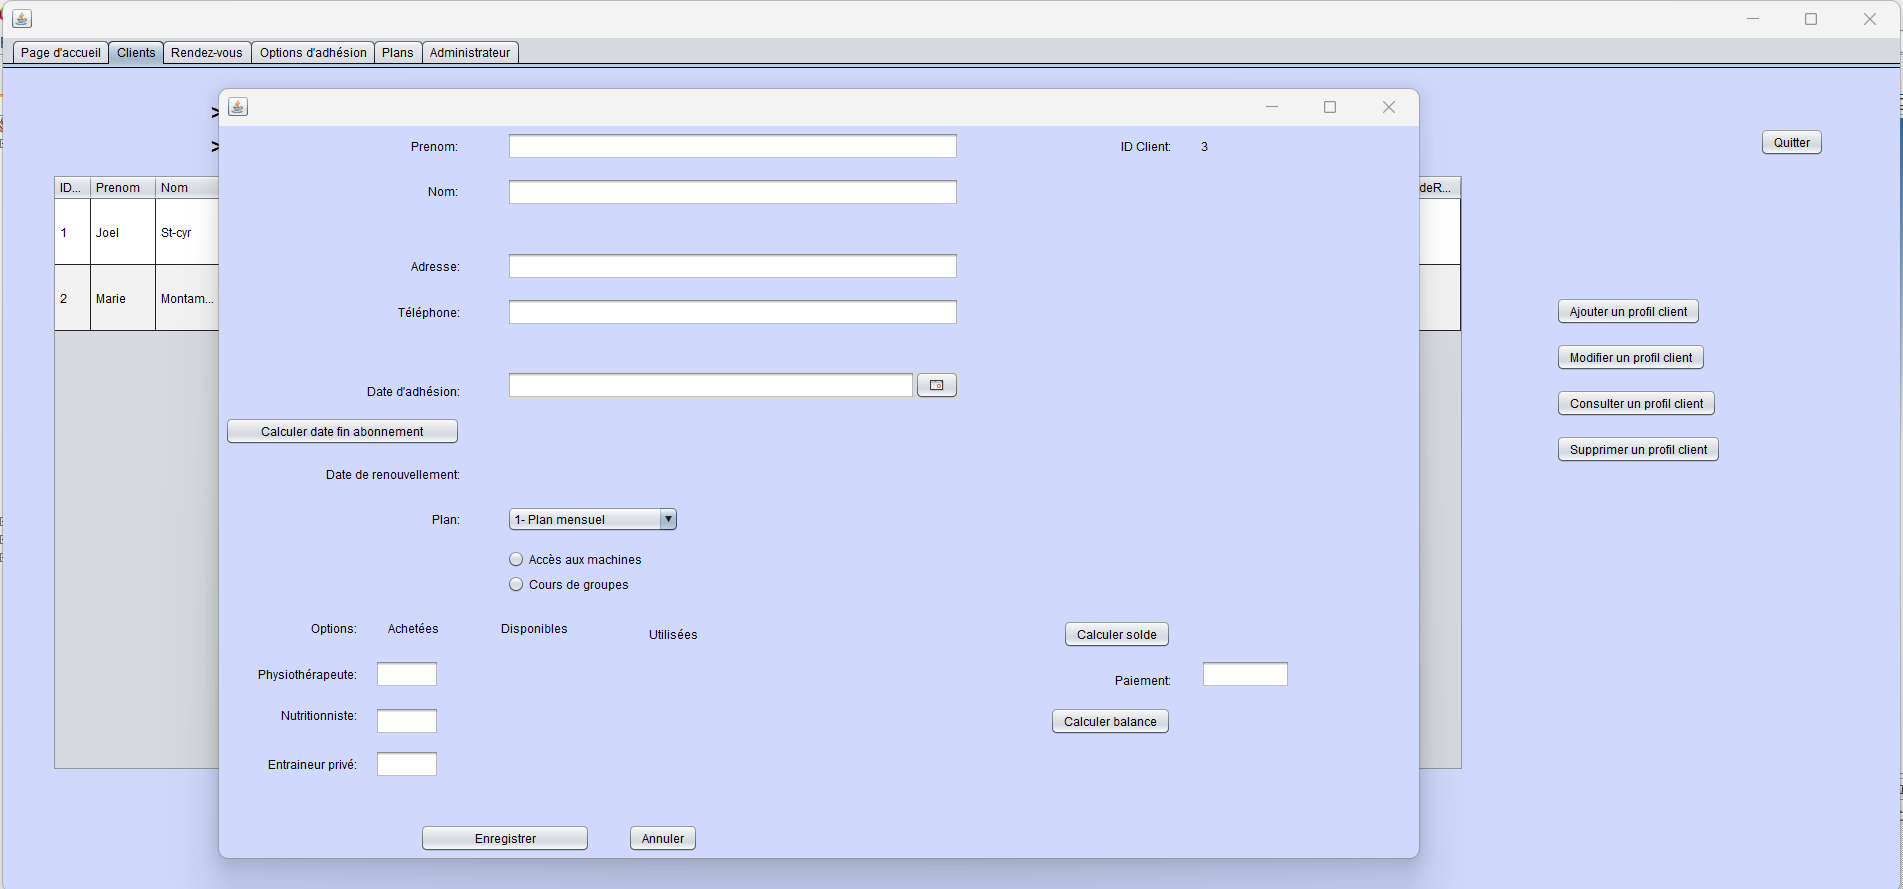 Page d'accueil Clients Rendez-vous Options d'adhésion Plans Administrateur
>
>
Quitter
ID... Prenom Nom deR...
1 Joel St-cyr
2 Marie Montam...
Ajouter un profil client
Modifier un profil client
Consulter un profil client
Supprimer un profil client
Prenom: ID Client: 3
Nom:
Adresse:
Téléphone:
Date d'adhésion:
Calculer date fin abonnement
Date de renouvellement:
Plan: 1- Plan mensuel
Accès aux machines
Cours de groupes
Options: Achetées Disponibles Utilisées Calculer solde
Physiothérapeute: Paiement:
Nutritionniste: Calculer balance
Entraineur privé:
Enregistrer Annuler